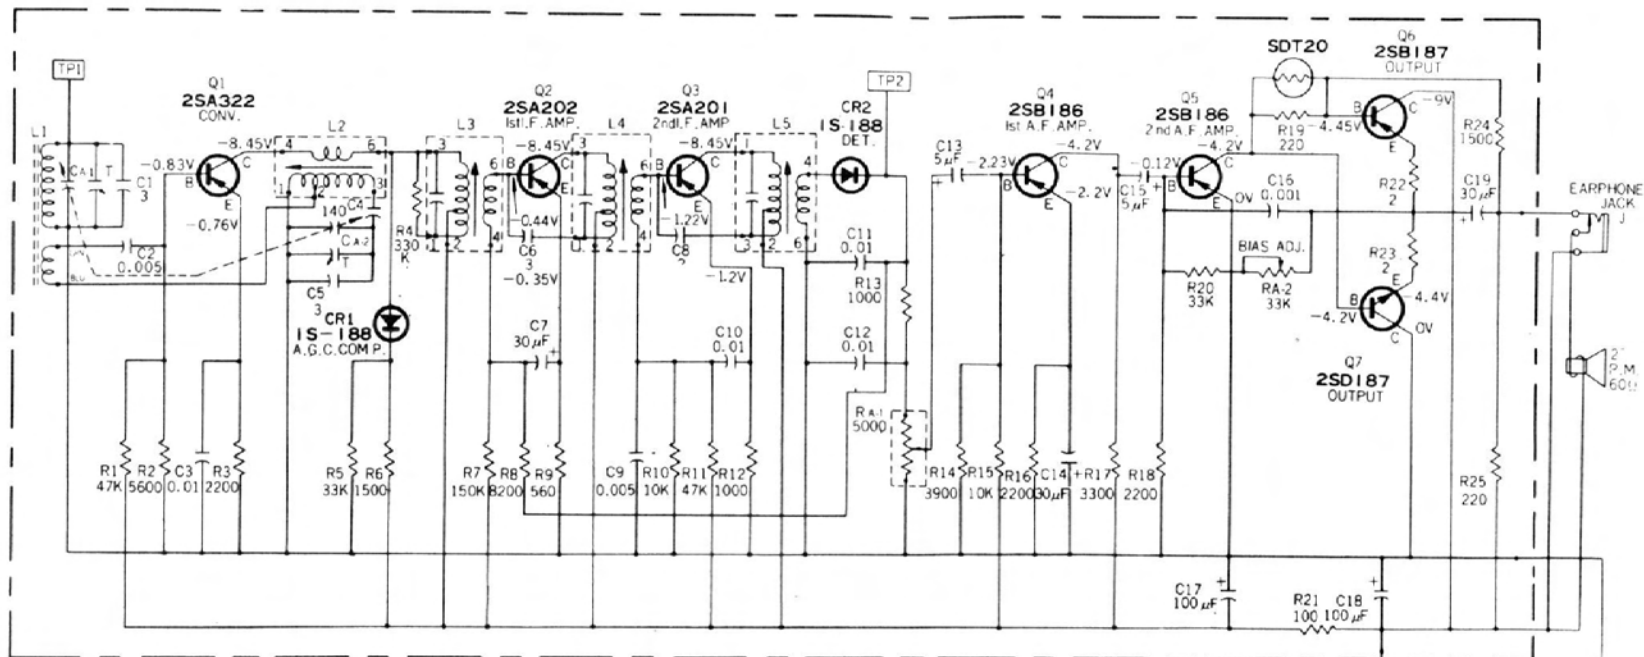 TP1
Q1
2SA322
CONV.
L1
CA-1
T
C1
3
-0.83V
B
C
E
-8.45V
-0.76V
C2
0.005
BLU
L2
4
6
1
2
3
C4
140
CA-2
T
C5
3
CR1
1S-188
A.G.C. COMP.
R4
330
K
L3
3
6
2
4
Q2
2SA202
1st I.F. AMP.
-8.45V
B
C
E
-0.44V
C6
3
-0.35V
C7
30µF
+
L4
3
6
2
4
Q3
2SA201
2nd I.F. AMP.
-8.45V
B
C
E
-1.22V
C8
-1.2V
C10
0.01
L5
1
4
3
2
6
CR2
1S-188
DET.
TP2
C11
0.01
R13
1000
C12
0.01
RA-1
5000
C13
5µF
+
-2.23V
Q4
2SB186
1st A.F. AMP.
B
C
E
-4.2V
-2.2V
-0.12V
C15
5µF
+
Q5
2SB186
2nd A.F. AMP.
-4.2V
B
C
E
0V
C16
0.001
BIAS ADJ.
R20
33K
RA-2
33K
SDT20
R19
220
Q6
2SB187
OUTPUT
B
C
E
-9V
-4.45V
R22
2
R23
2
R24
1500
C19
30µF
+
EARPHONE
JACK
J
B
E
C
-4.2V
-4.4V
0V
Q7
2SD187
OUTPUT
2"
P.M.
60Ω
R1
47K
R2
5600
C3
0.01
R3
2200
R5
33K
R6
1500
R7
150K
R8
8200
R9
560
C9
0.005
R10
10K
R11
47K
R12
1000
R14
3900
R15
10K
R16
2200
C14
30µF
+
R17
3300
R18
2200
R25
220
C17
100µF
+
R21
100
C18
100µF
+